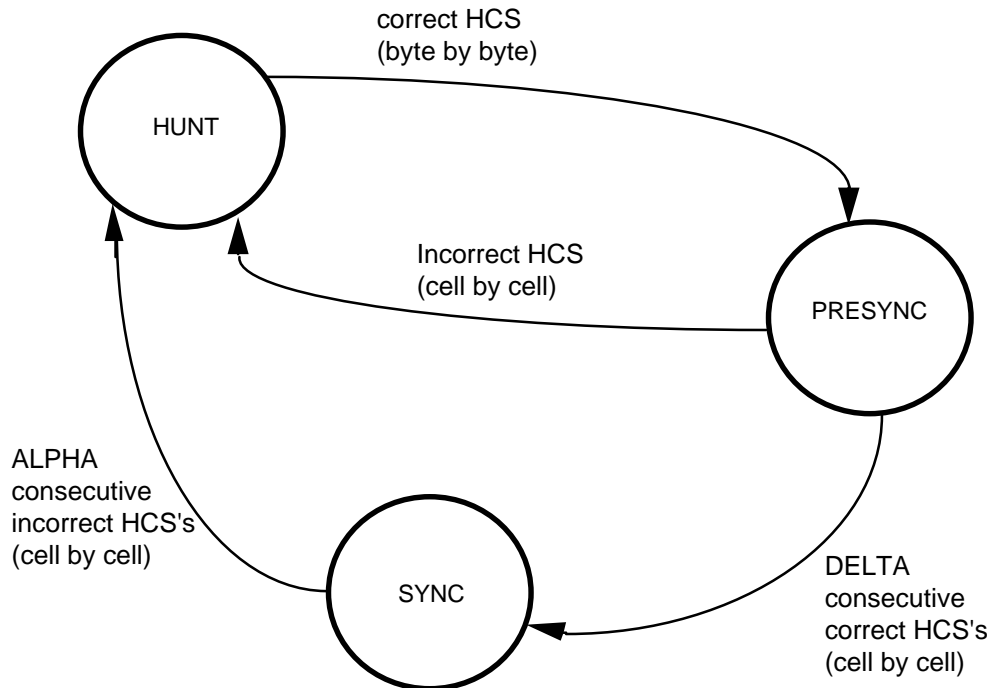 correct HCS
(byte by byte)
HUNT
Incorrect HCS
(cell by cell)
PRESYNC
ALPHA
consecutive
incorrect HCS's
(cell by cell)
SYNC
DELTA
consecutive
correct HCS's
(cell by cell)